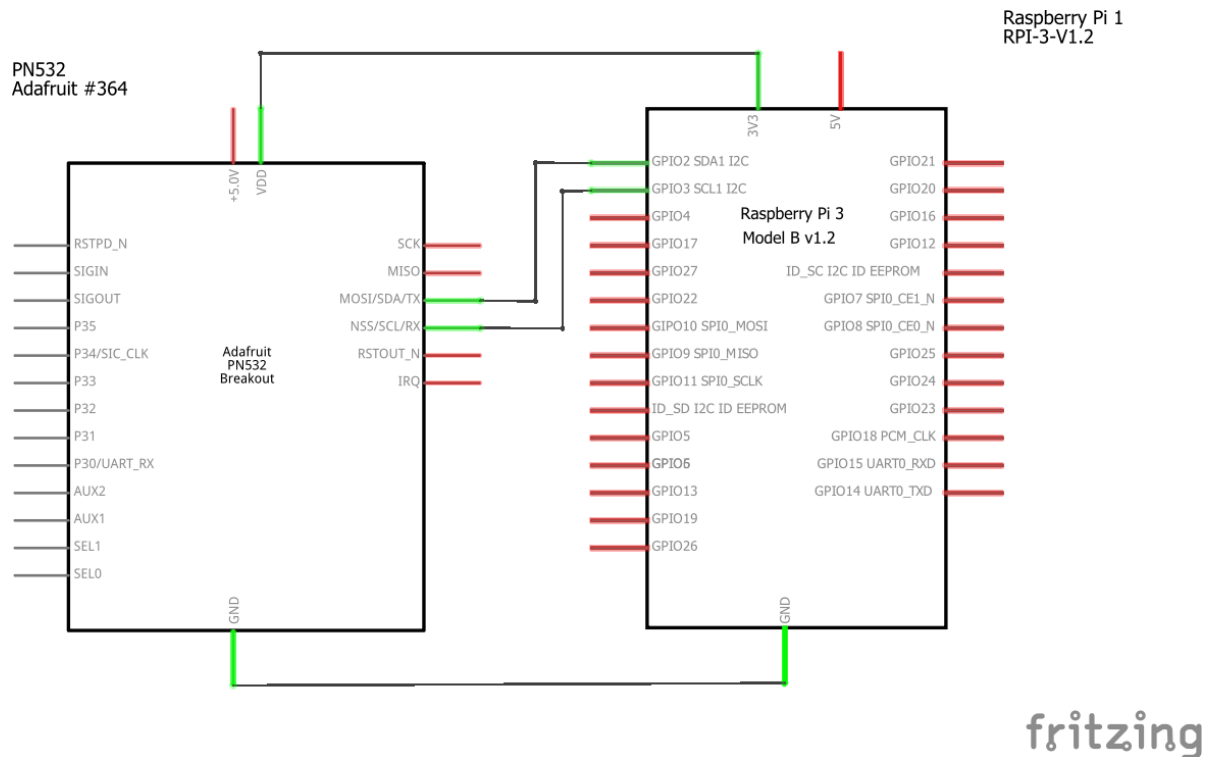 Raspberry Pi 1
RPI-3-V1.2
PN532
Adafruit #364
+5.0V
VDD
RSTPD_N
SIGIN
SIGOUT
P35
P34/SIC_CLK
P33
P32
P31
P30/UART_RX
AUX2
AUX1
SEL1
SEL0
Adafruit
PN532
Breakout
SCK
MISO
MOSI/SDA/TX
NSS/SCL/RX
RSTOUT_N
IRQ
GND
3V3
5V
GPIO2 SDA1 I2C
GPIO3 SCL1 I2C
GPIO4
GPIO17
GPIO27
GPIO22
GIPO10 SPI0_MOSI
GPIO9 SPI0_MISO
GPIO11 SPI0_SCLK
ID_SD I2C ID EEPROM
GPIO5
GPIO6
GPIO13
GPIO19
GPIO26
Raspberry Pi 3
Model B v1.2
GPIO21
GPIO20
GPIO16
GPIO12
ID_SC I2C ID EEPROM
GPIO7 SPI0_CE1_N
GPIO8 SPI0_CE0_N
GPIO25
GPIO24
GPIO23
GPIO18 PCM_CLK
GPIO15 UART0_RXD
GPIO14 UART0_TXD
GND
fritzing